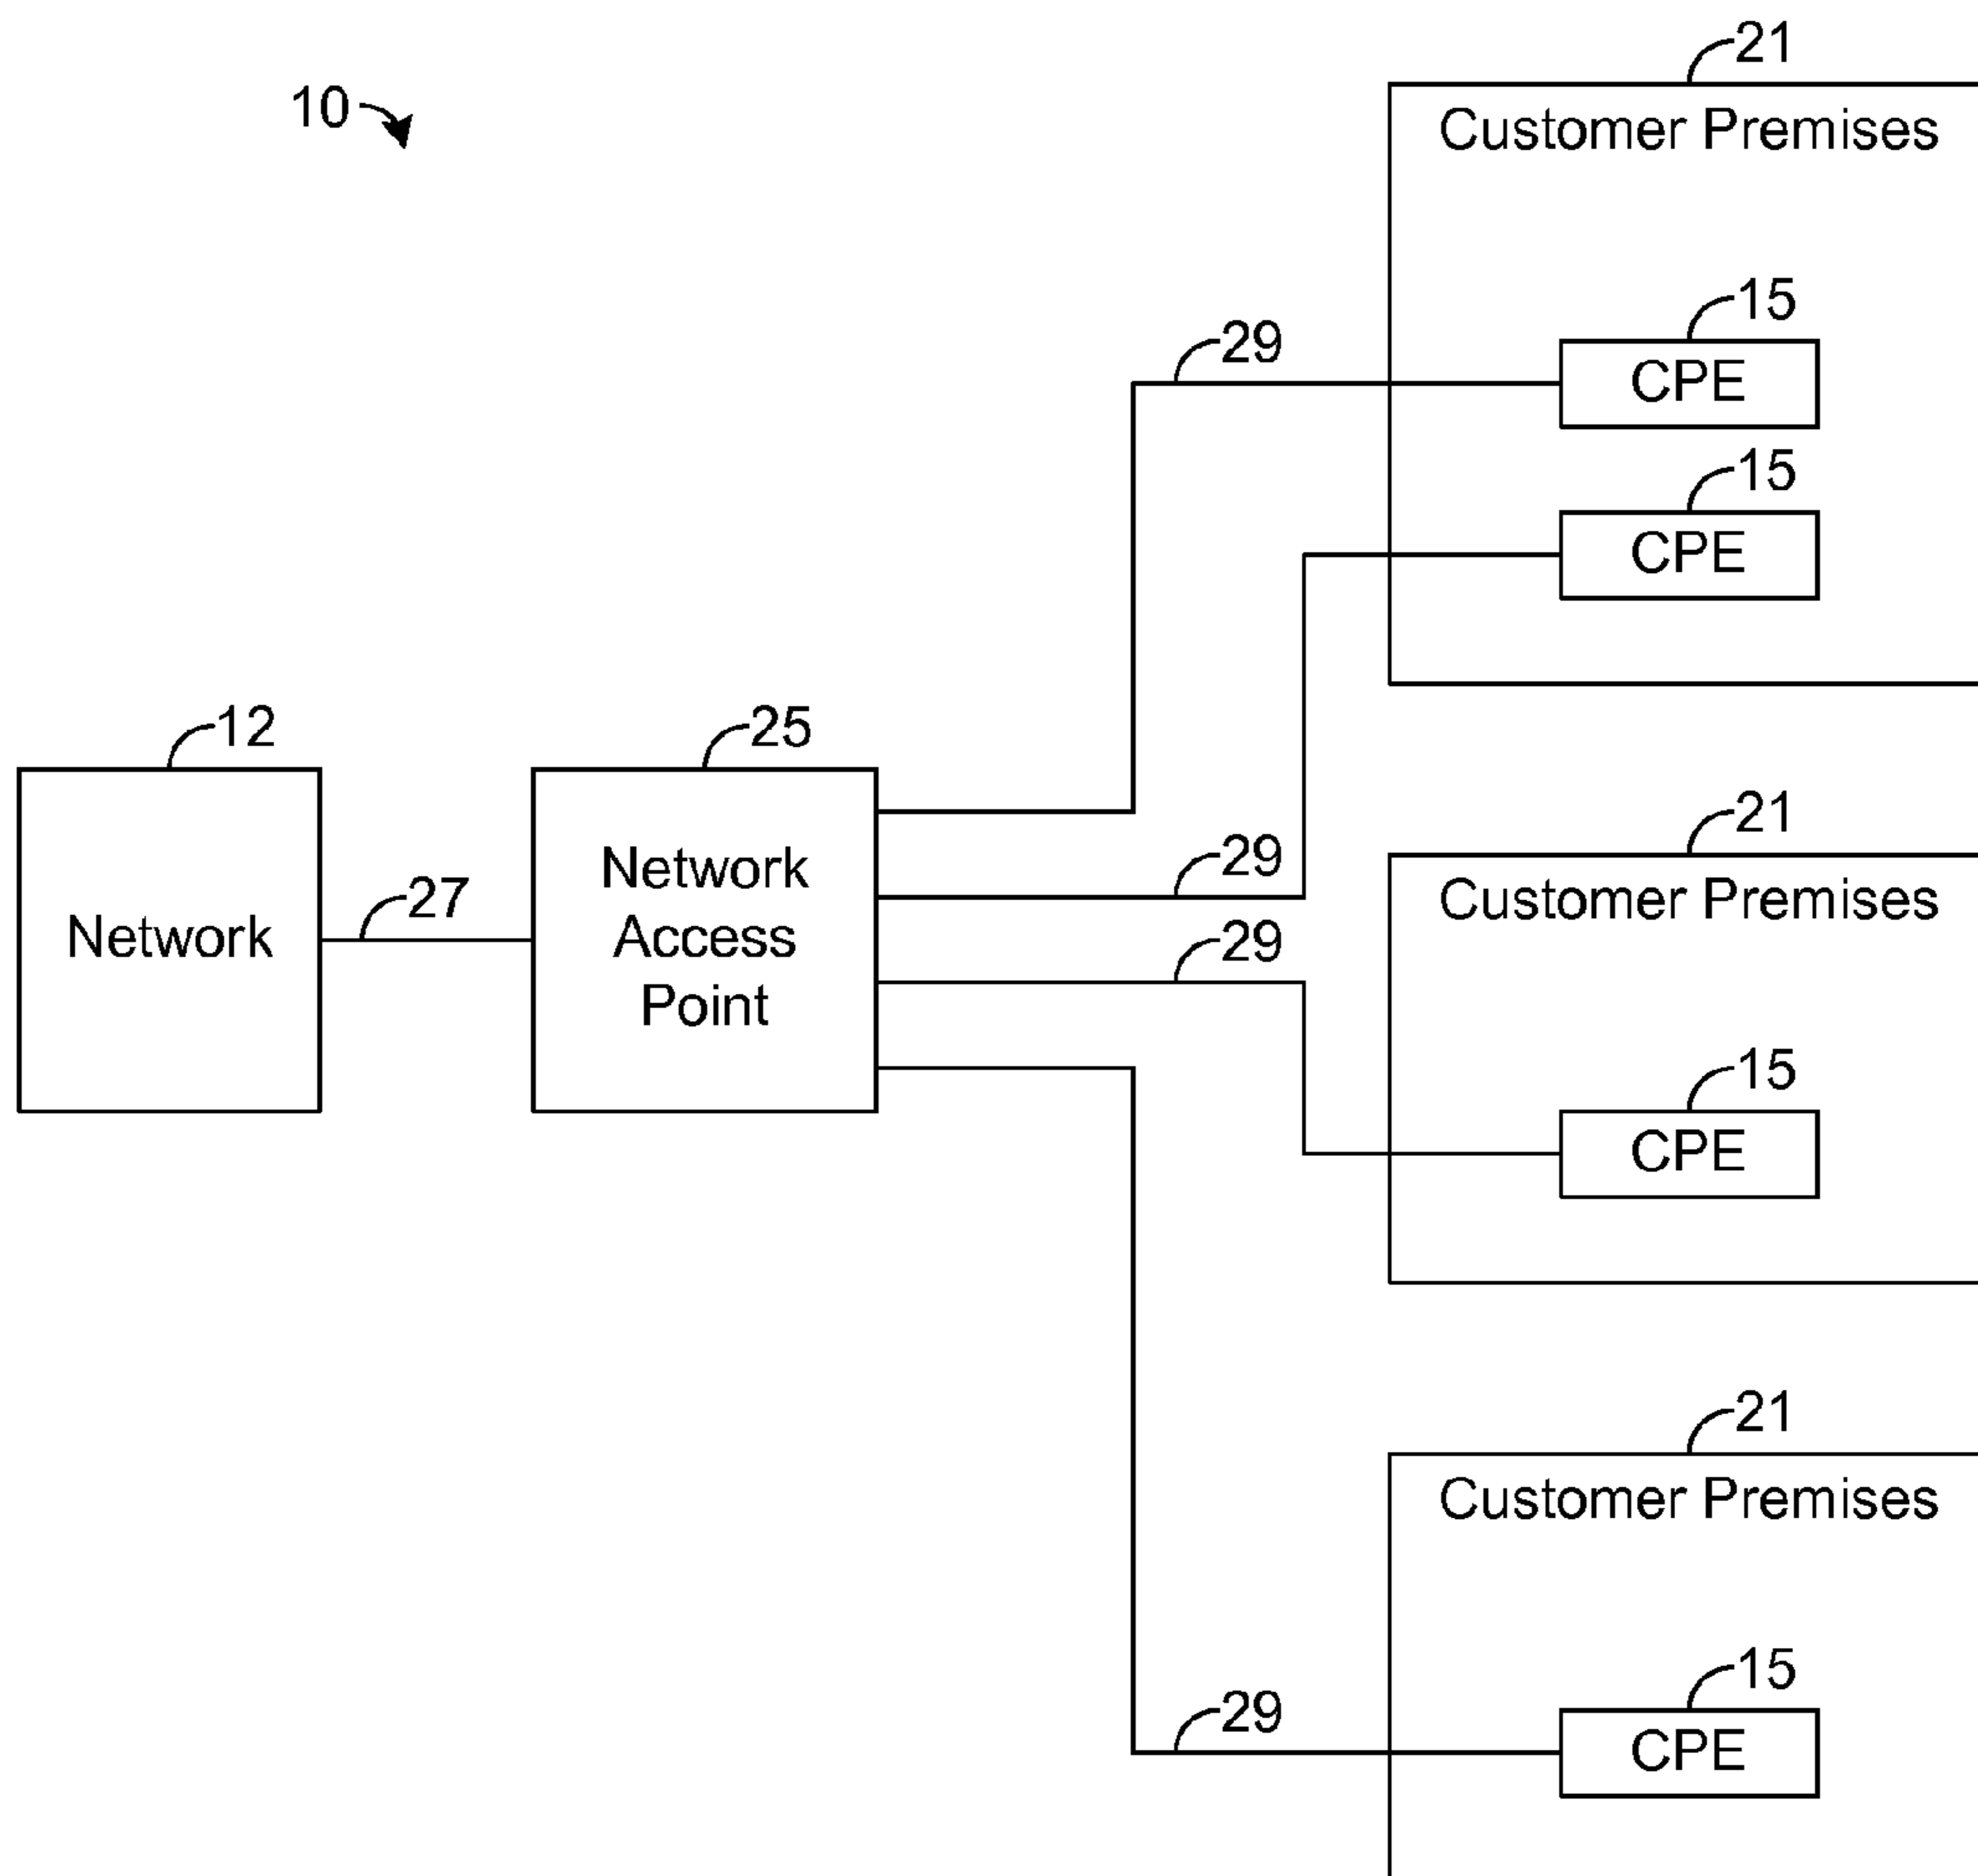 21
10
Customer Premises
15
29
CPE
15
CPE
12
25
21
29
Network
Access
Point
27
Customer Premises
Network
29
15
CPE
21
Customer Premises
15
29
CPE